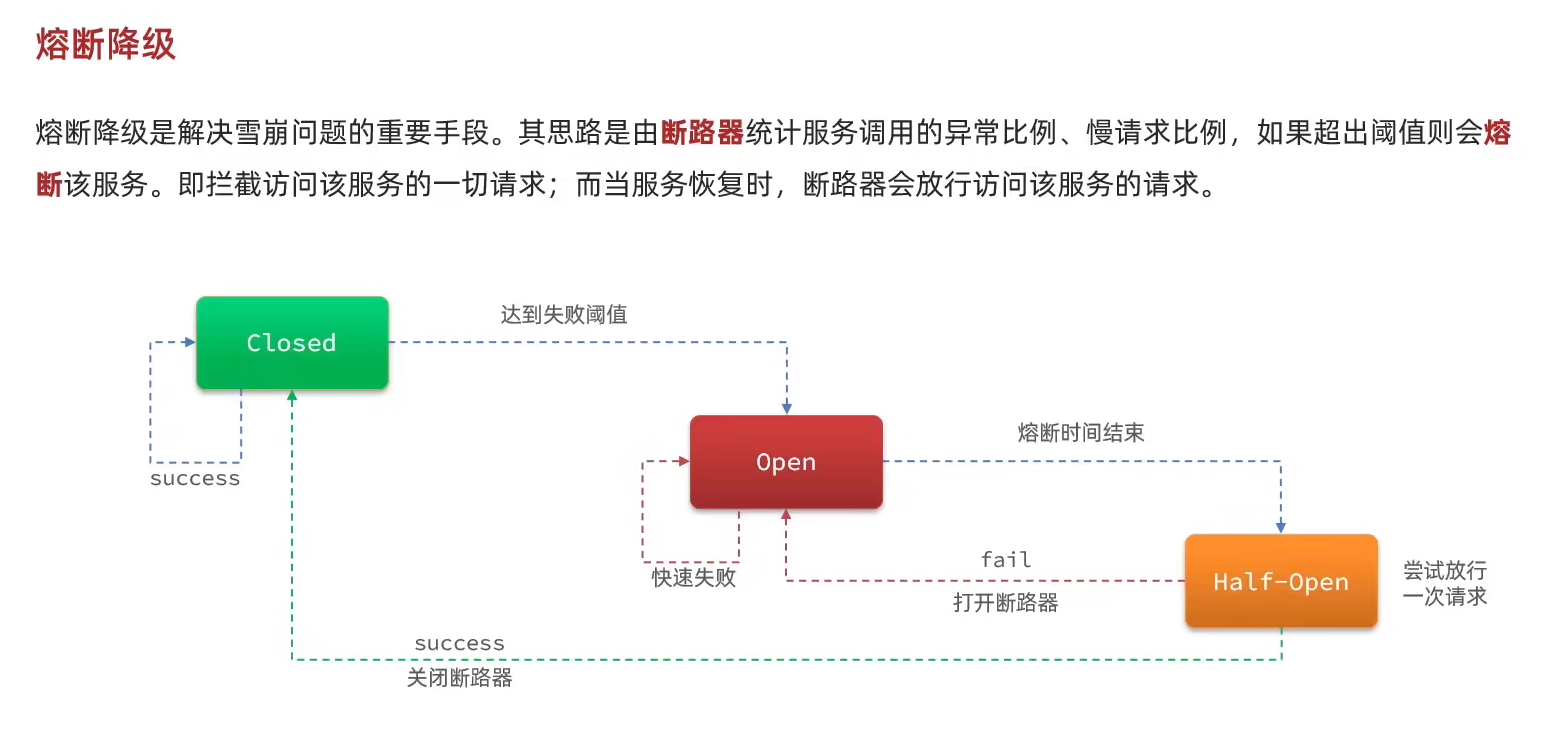 熔断降级
熔断降级是解决雪崩问题的重要手段。其思路是由断路器统计服务调用的异常比例、慢请求比例，如果超出阈值则会熔
断该服务。即拦截访问该服务的一切请求；而当服务恢复时，断路器会放行访问该服务的请求。
达到失败阈值
Closed
success
熔断时间结束
Open
快速失败
fail
打开断路器
Half-Open
尝试放行
一次请求
success
关闭断路器